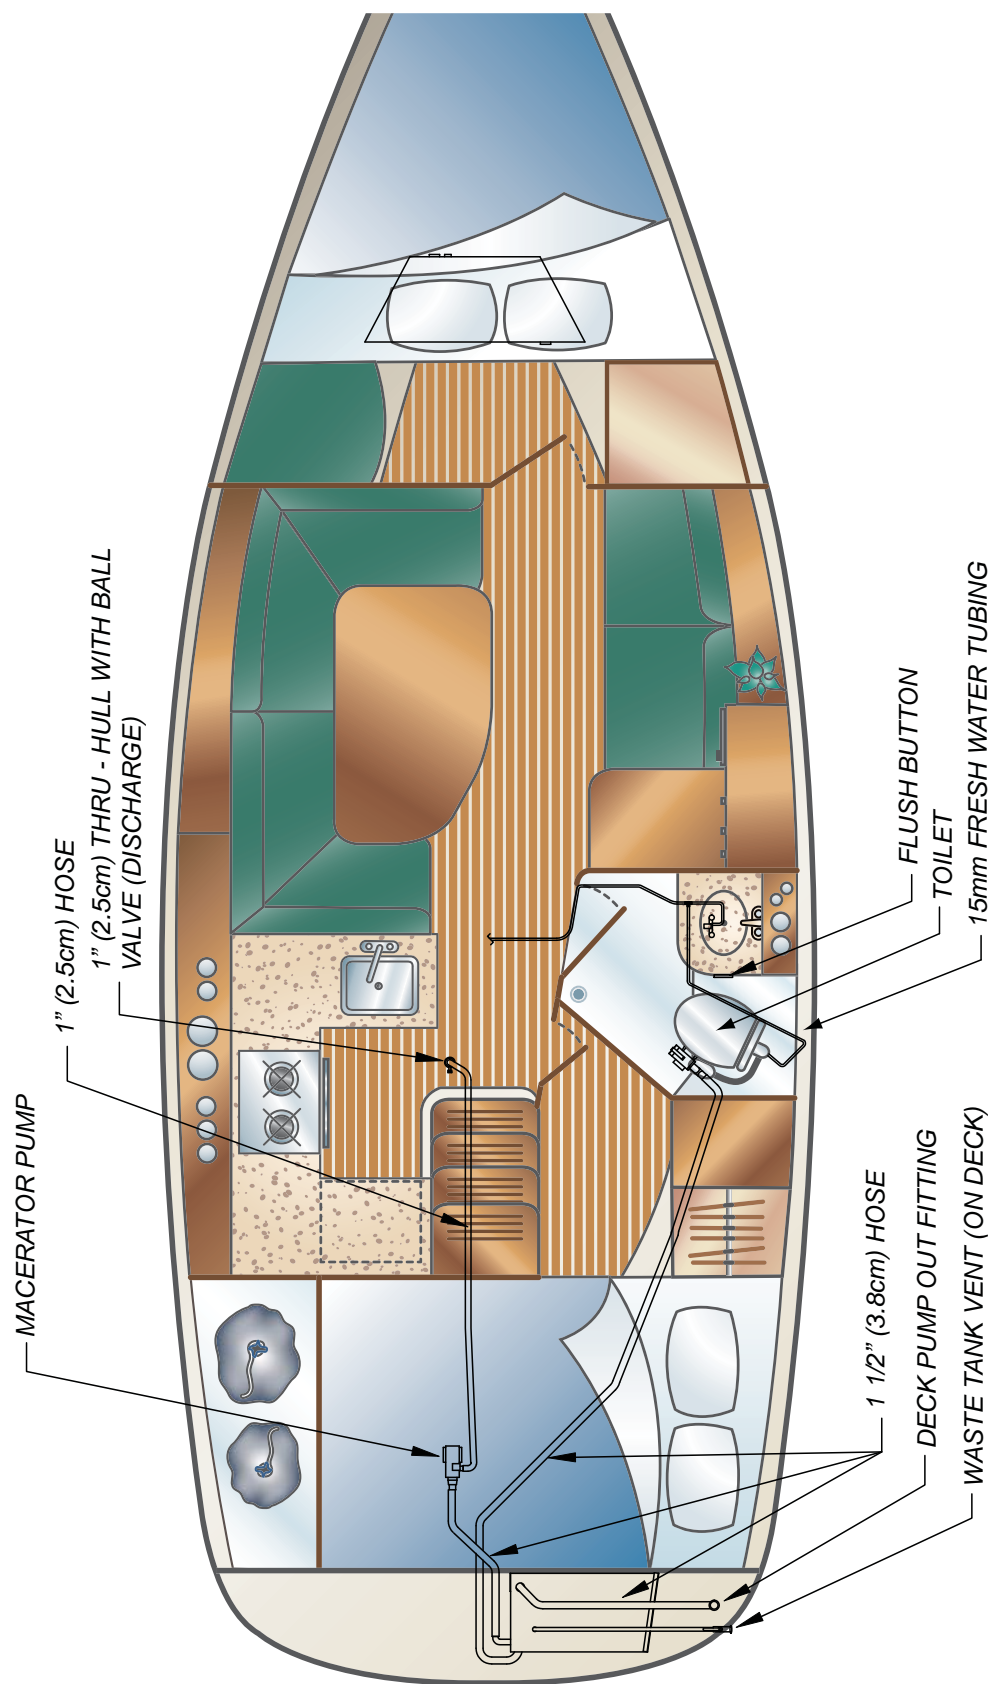 MACERATOR PUMP
1” (2.5cm) HOSE
1” (2.5cm) THRU - HULL WITH BALL
VALVE (DISCHARGE)
FLUSH BUTTON
TOILET
15mm FRESH WATER TUBING
1 1/2” (3.8cm) HOSE
DECK PUMP OUT FITTING
WASTE TANK VENT (ON DECK)